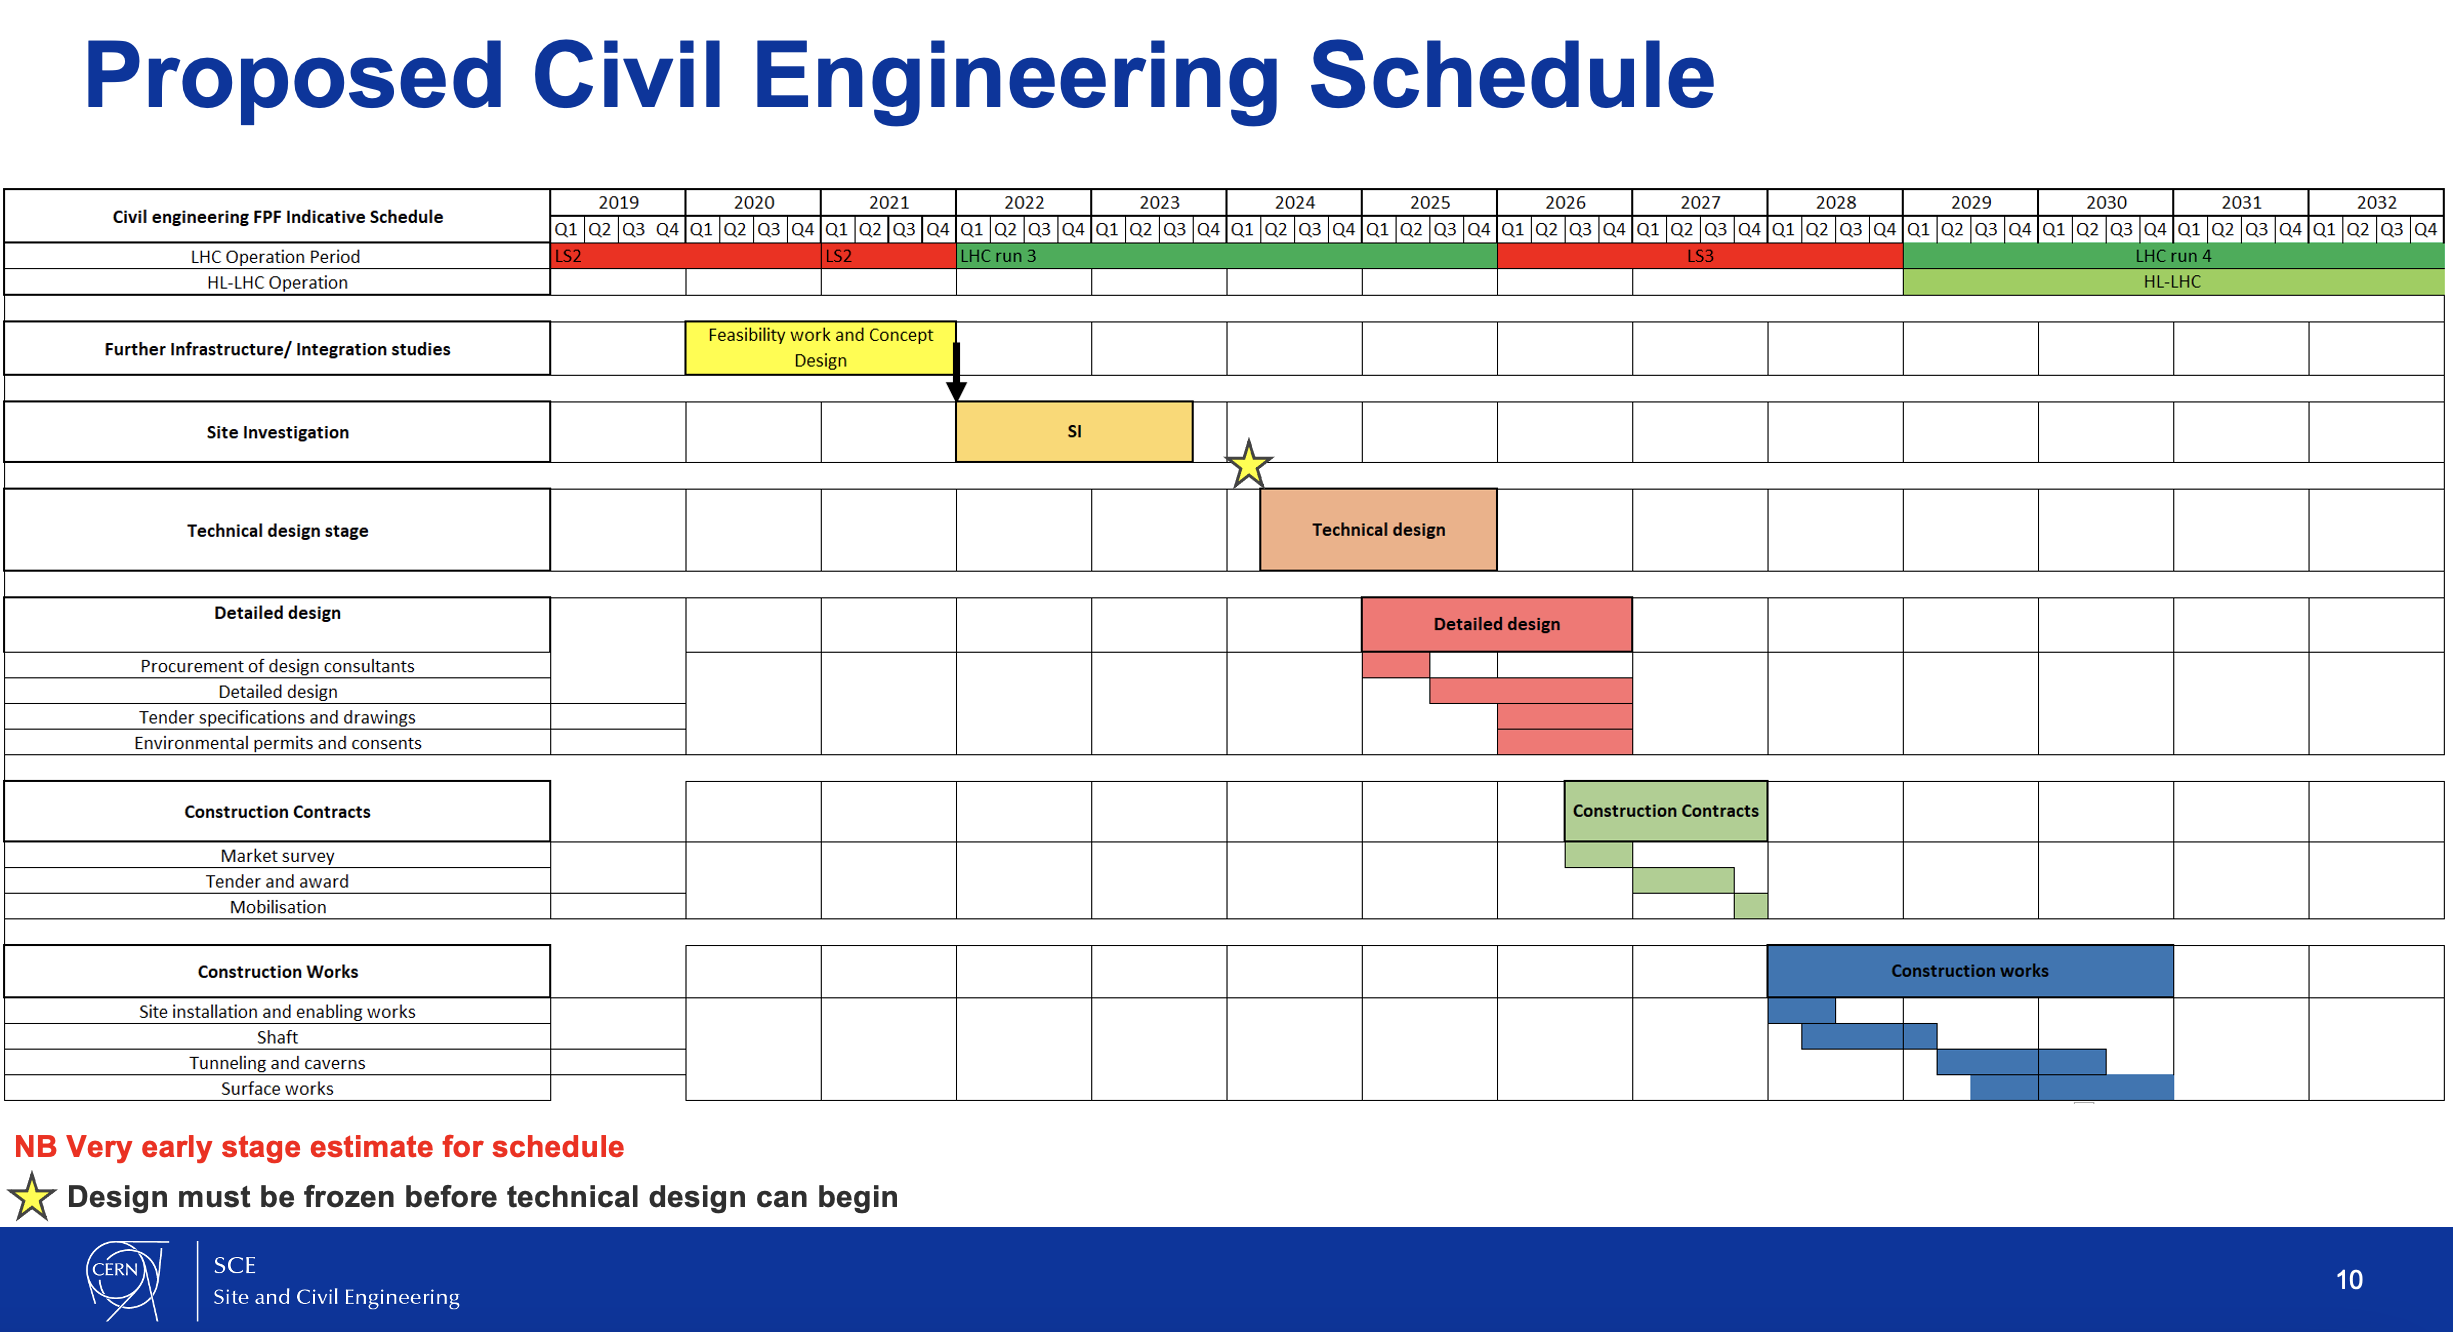 Proposed Civil Engineering Schedule
Civil engineering FPF Indicative Schedule
2019 2020 2021 2022 2023 2024 2025 2026 2027 2028 2029 2030 2031 2032
Q1 Q2 Q3 Q4 Q1 Q2 Q3 Q4 Q1 Q2 Q3 Q4 Q1 Q2 Q3 Q4 Q1 Q2 Q3 Q4 Q1 Q2 Q3 Q4 Q1 Q2 Q3 Q4 Q1 Q2 Q3 Q4 Q1 Q2 Q3 Q4 Q1 Q2 Q3 Q4 Q1 Q2 Q3 Q4 Q1 Q2 Q3 Q4 Q1 Q2 Q3 Q4 Q1 Q2 Q3 Q4
LHC Operation Period LS2 LS2 LHC run 3 LS3 LHC run 4
HL-LHC Operation HL-LHC
Further Infrastructure/ Integration studies
Feasibility work and Concept
Design
Site Investigation SI
Technical design stage Technical design
Detailed design
Detailed design
Procurement of design consultants
Detailed design
Tender specifications and drawings
Environmental permits and consents
Construction Contracts Construction Contracts
Market survey
Tender and award
Mobilisation
Construction Works Construction works
Site installation and enabling works
Shaft
Tunneling and caverns
Surface works
NB Very early stage estimate for schedule
Design must be frozen before technical design can begin
CERN
SCE
Site and Civil Engineering
10